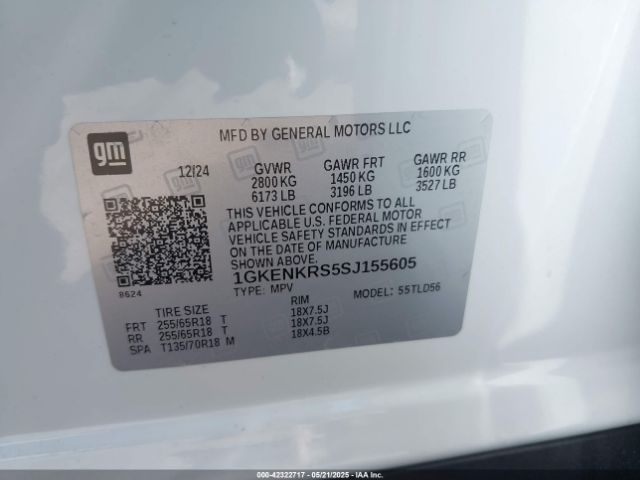 gm
MFD BY GENERAL MOTORS LLC
12/24 GVWR GAWR FRT GAWR RR
2800 KG 1450 KG 1600 KG
6173 LB 3196 LB 3527 LB
THIS VEHICLE CONFORMS TO ALL
APPLICABLE U.S. FEDERAL MOTOR
VEHICLE SAFETY STANDARDS IN EFFECT
ON THE DATE OF MANUFACTURE
SHOWN ABOVE.
1GKENKRS5SJ155605
8624 TYPE: MPV MODEL: 55TLD56
TIRE SIZE RIM
FRT 255/65R18 T 18X7.5J
RR 255/65R18 T 18X7.5J
SPA T135/70R18 M 18X4.5B
000-42322717 - 05/21/2025 - IAAI.COM